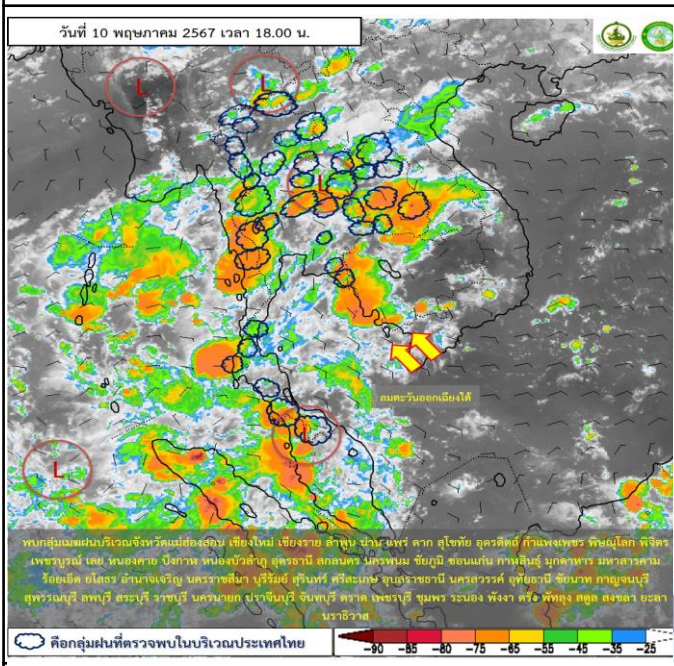 วันที่ 10 พฤษภาคม 2567 เวลา 18.00 น.
L
L
L
ลมตะวันออกเฉียงใต้
L
L
พบกลุ่มเมฆฝนบริเวณจังหวัดแม่ฮ่องสอน เชียงใหม่ เชียงราย ลำพูน น่าน แพร่ ตาก สุโขทัย อุตรดิตถ์ กำแพงเพชร พิษณุโลก พิจิตร
เพชรบูรณ์ เลย หนองคาย บึงกาฬ หนองบัวลำภู อุดรธานี สกลนคร นครพนม ชัยภูมิ ขอนแก่น กาฬสินธุ์ มุกดาหาร มหาสารคาม
ร้อยเอ็ด ยโสธร อำนาจเจริญ นครราชสีมา บุรีรัมย์ สุรินทร์ ศรีสะเกษ อุบลราชธานี นครสวรรค์ อุทัยธานี ชัยนาท กาญจนบุรี
สุพรรณบุรี ลพบุรี สระบุรี ราชบุรี นครนายก ปราจีนบุรี จันทบุรี ตราด เพชรบุรี ชุมพร ระนอง พังงา ตรัง พัทลุง สตูล สงขลา ยะลา
นราธิวาส
คือกลุ่มฝนที่ตรวจพบในบริเวณประเทศไทย
-90 -85 -80 -75 -65 -55 -45 -35 -25